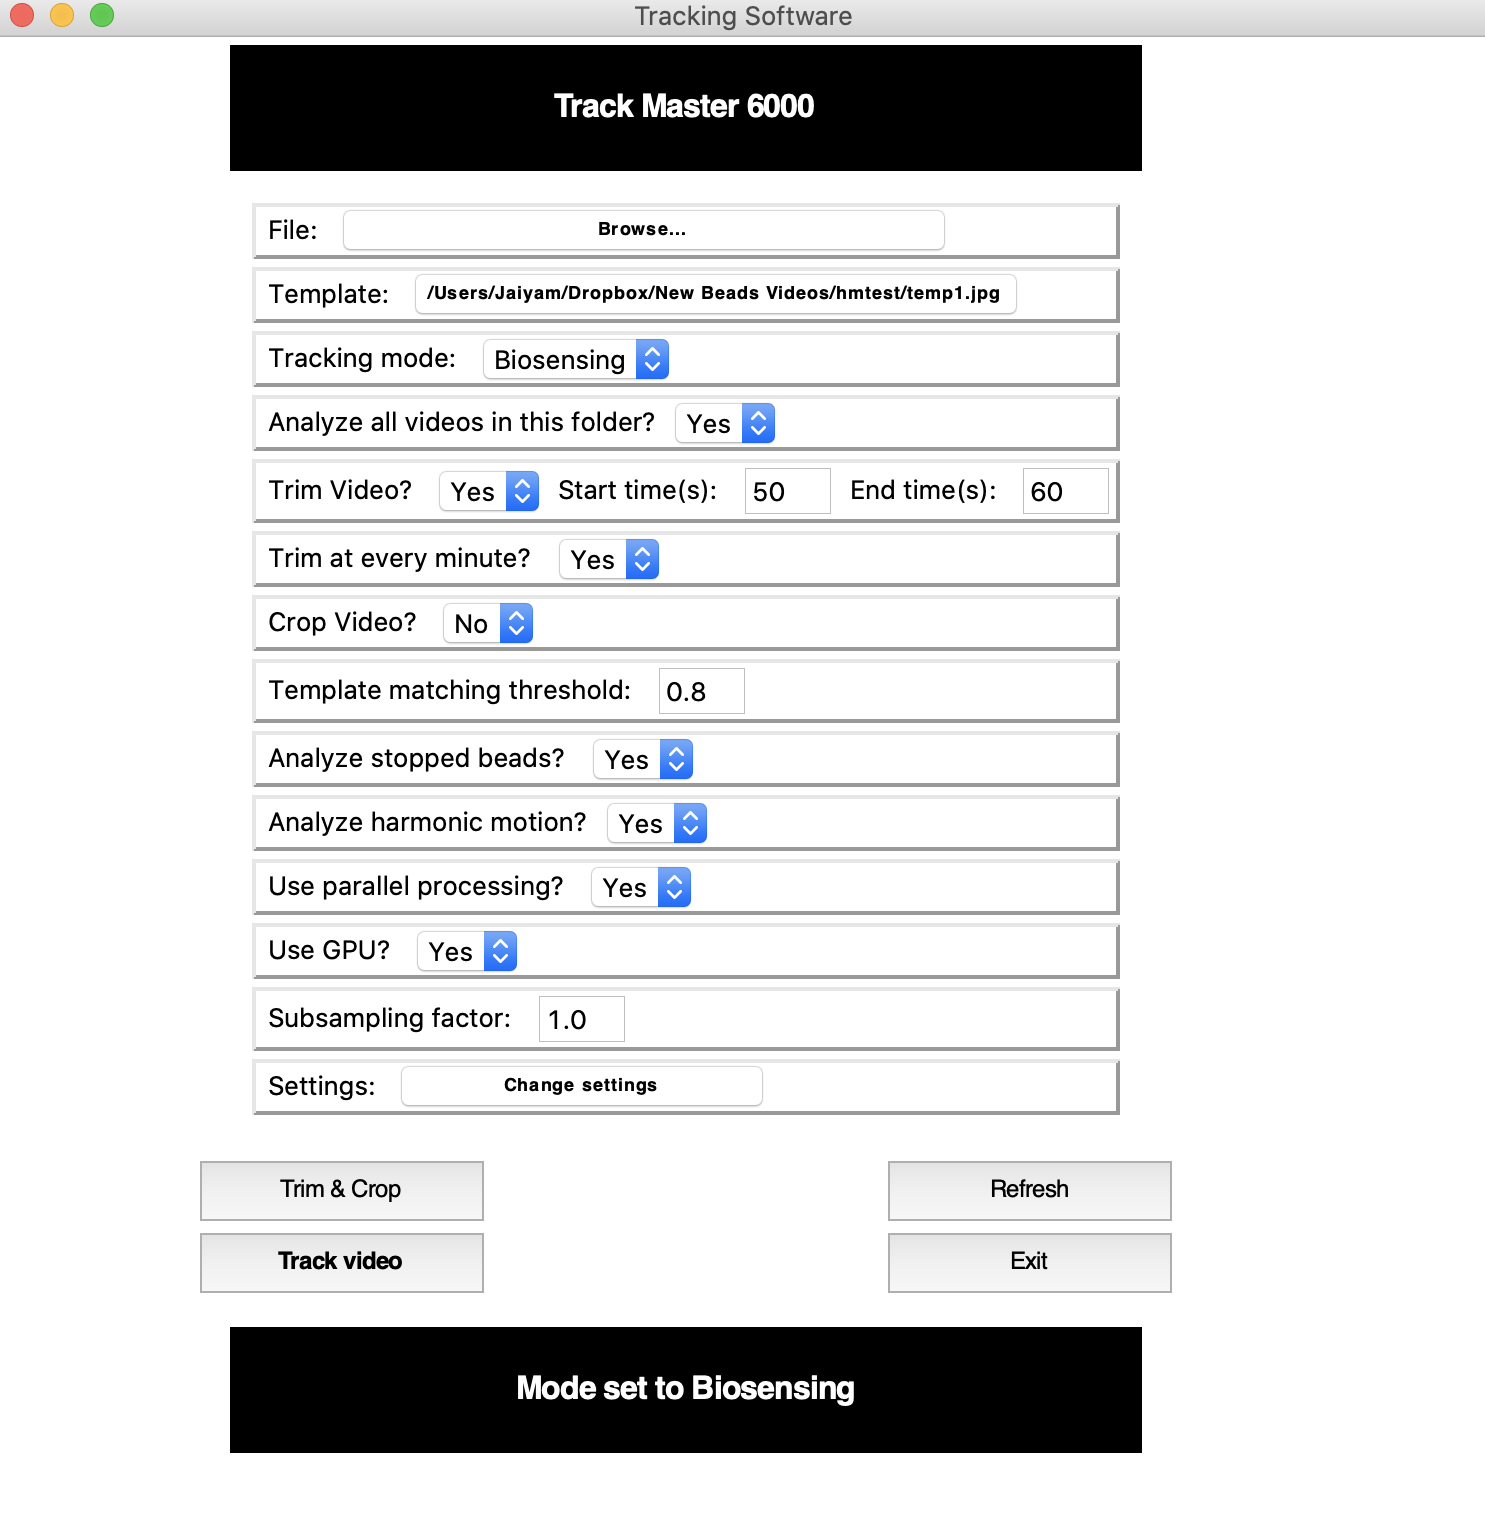 Tracking Software
Track Master 6000
File: Browse...
Template: /Users/Jaiyam/Dropbox/New Beads Videos/hmtest/temp1.jpg
Tracking mode: Biosensing
Analyze all videos in this folder? Yes
Trim Video? Yes Start time(s): 50 End time(s): 60
Trim at every minute? Yes
Crop Video? No
Template matching threshold: 0.8
Analyze stopped beads? Yes
Analyze harmonic motion? Yes
Use parallel processing? Yes
Use GPU? Yes
Subsampling factor: 1.0
Settings: Change settings
Trim & Crop Refresh
Track video Exit
Mode set to Biosensing